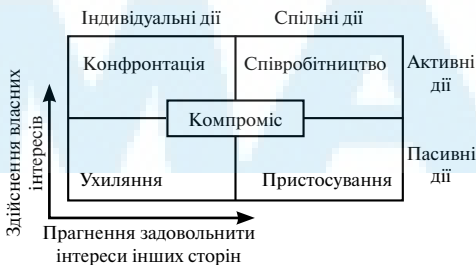 Індивідуальні дії Спільні дії
Конфронтація Співробітництво Активні
дії
Компроміс
Здійснення власних
інтересів
Ухиляння Пристосування Пасивні
дії
Прагнення задовольнити
інтереси інших сторін